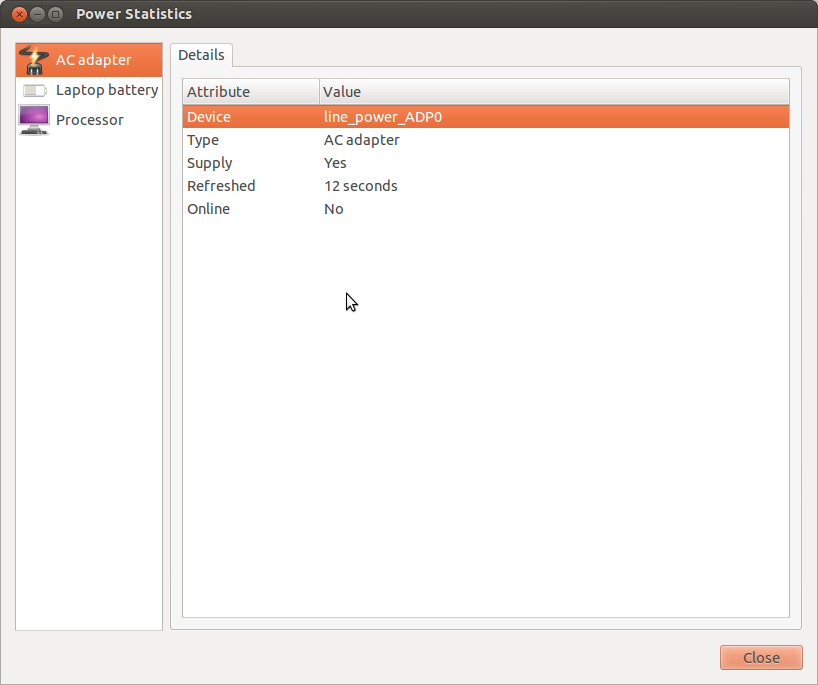 Power Statistics
AC adapter
Laptop battery
Processor
Details
Attribute Value
Device line_power_ADP0
Type AC adapter
Supply Yes
Refreshed 12 seconds
Online No
Close